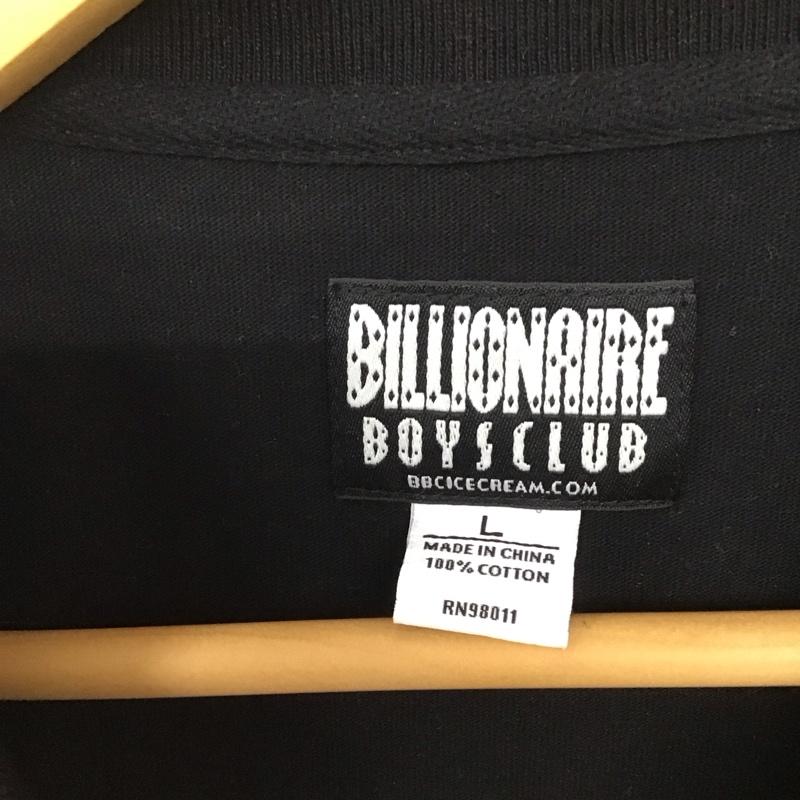 BILLIONAIRE
BOYS CLUB
BBCICECREAM.COM
L
MADE IN CHINA
100% COTTON
RN98011